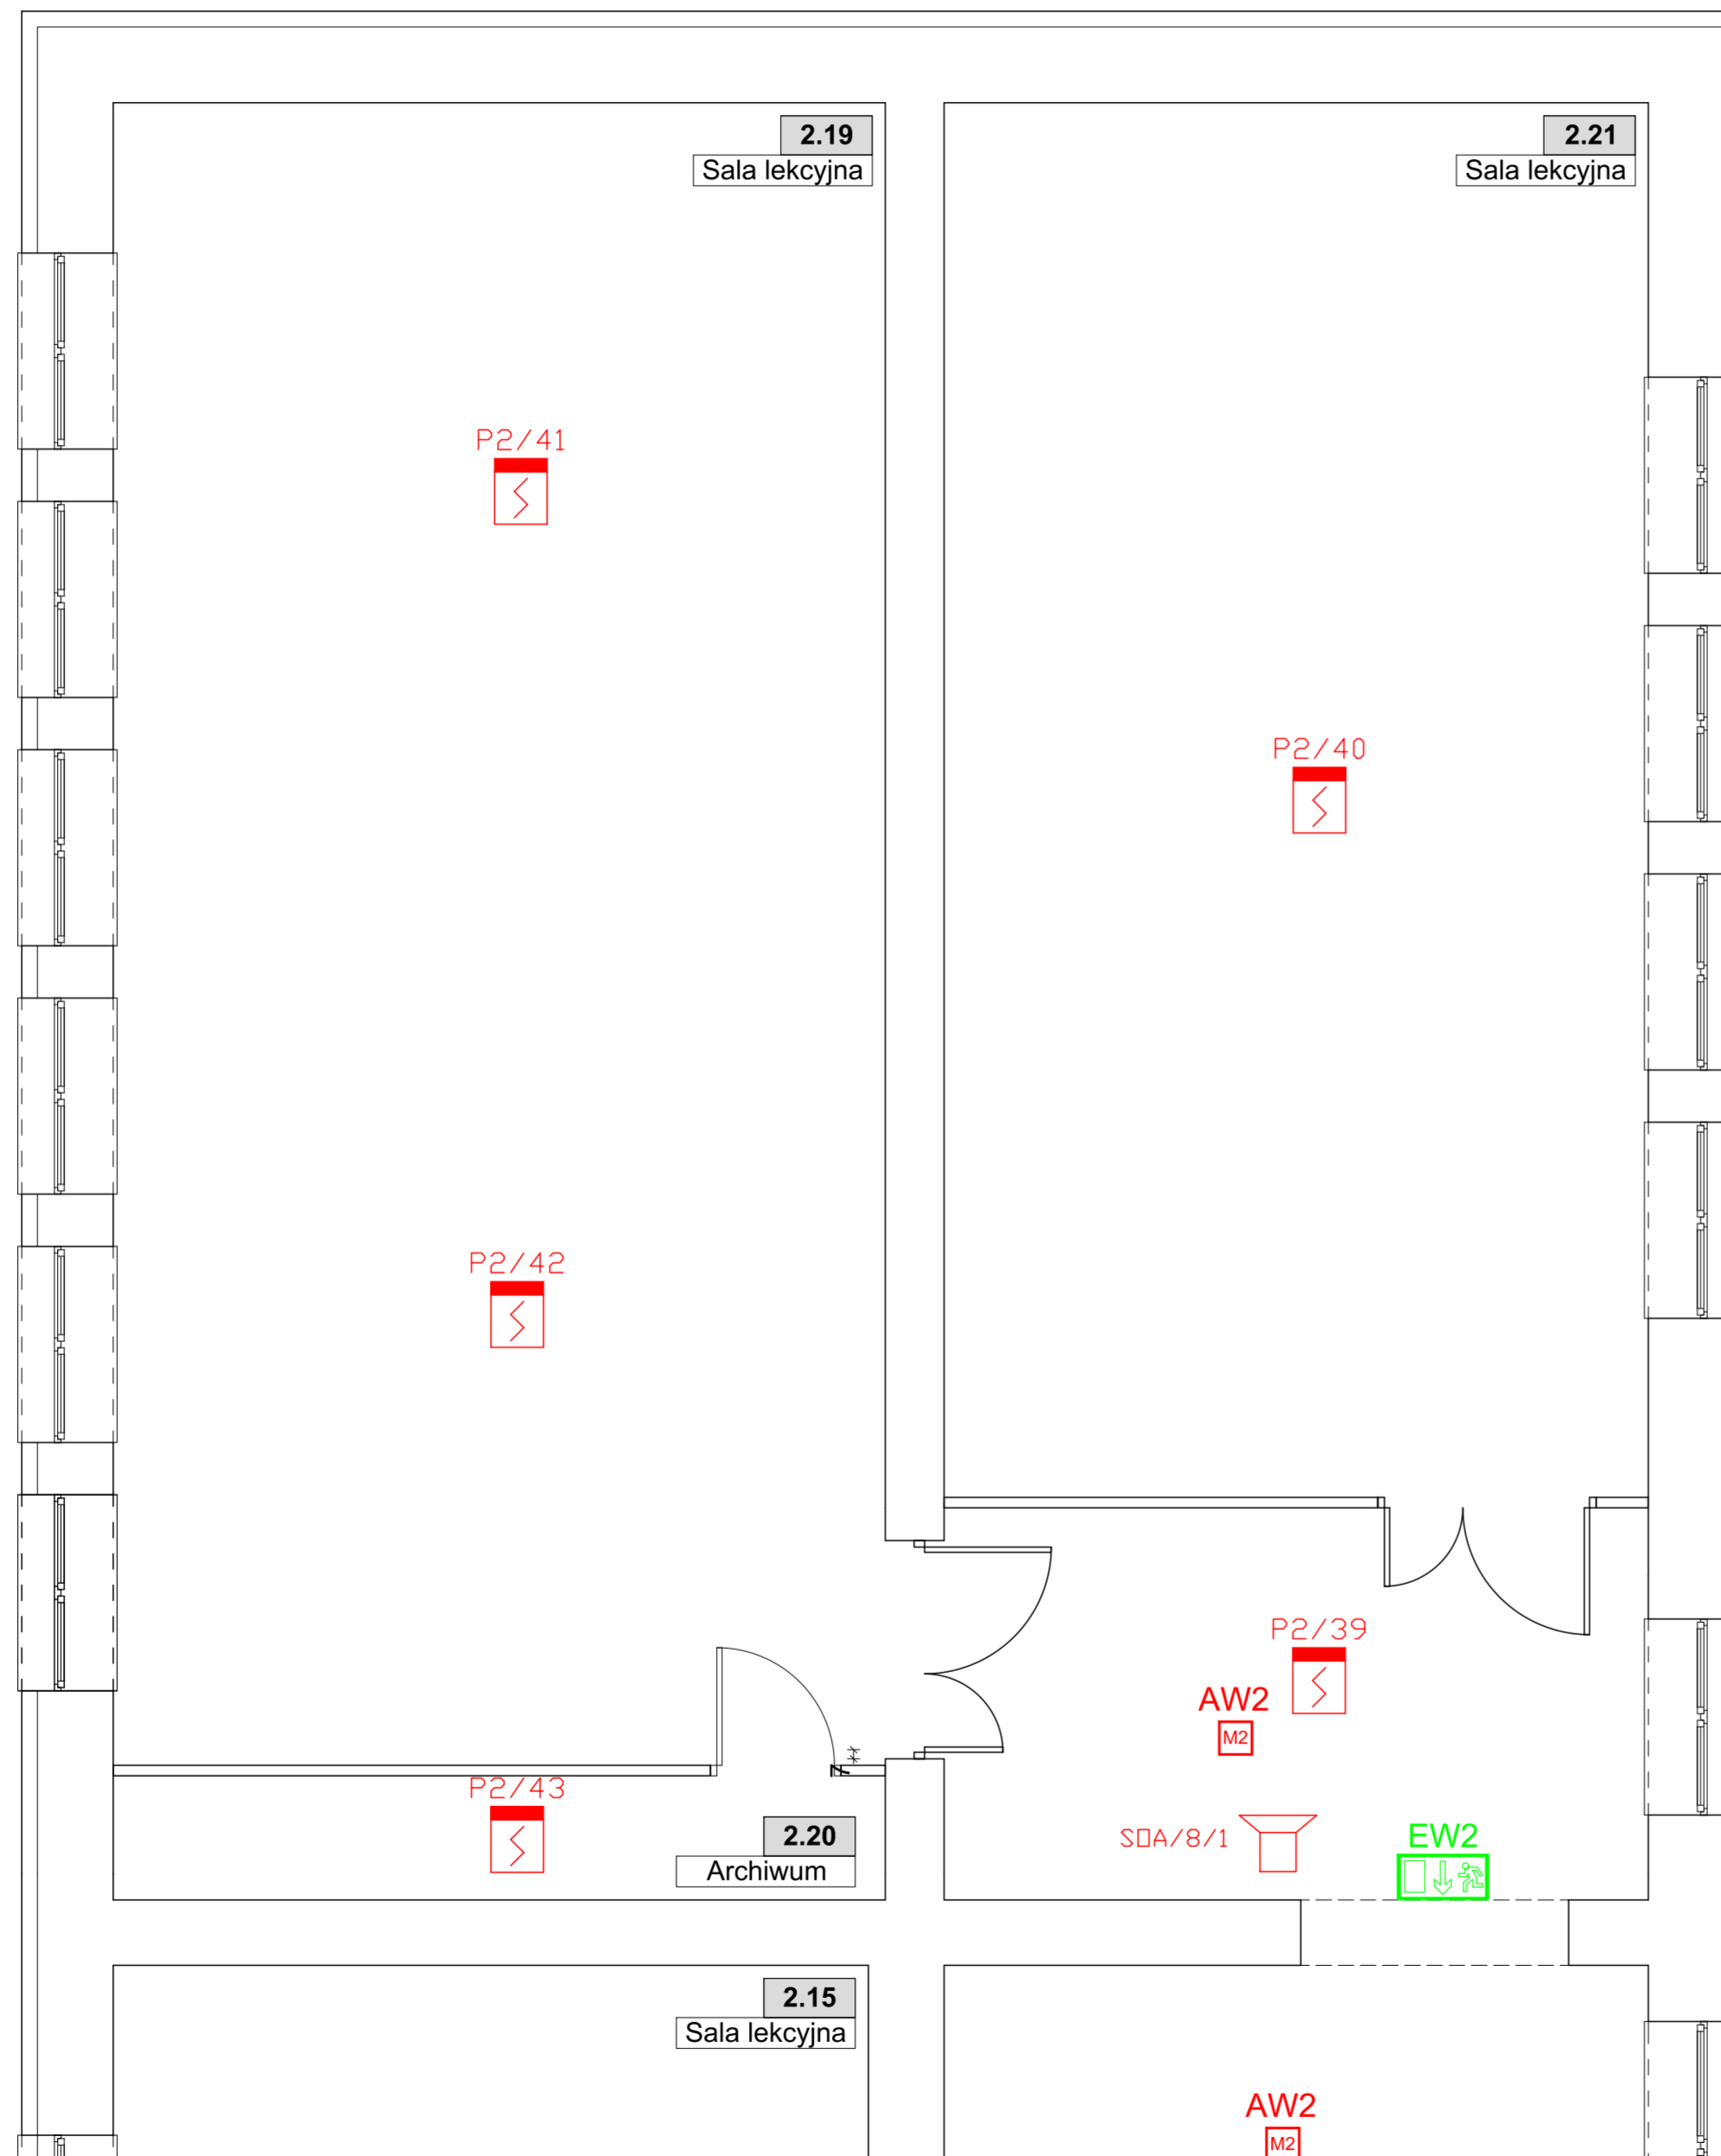 2.19
Sala lekcyjna
2.21
Sala lekcyjna
P2/41
P2/40
P2/42
P2/39
AW2
M2
P2/43
2.20
Archiwum
SOA/8/1
EW2
2.15
Sala lekcyjna
AW2
M2